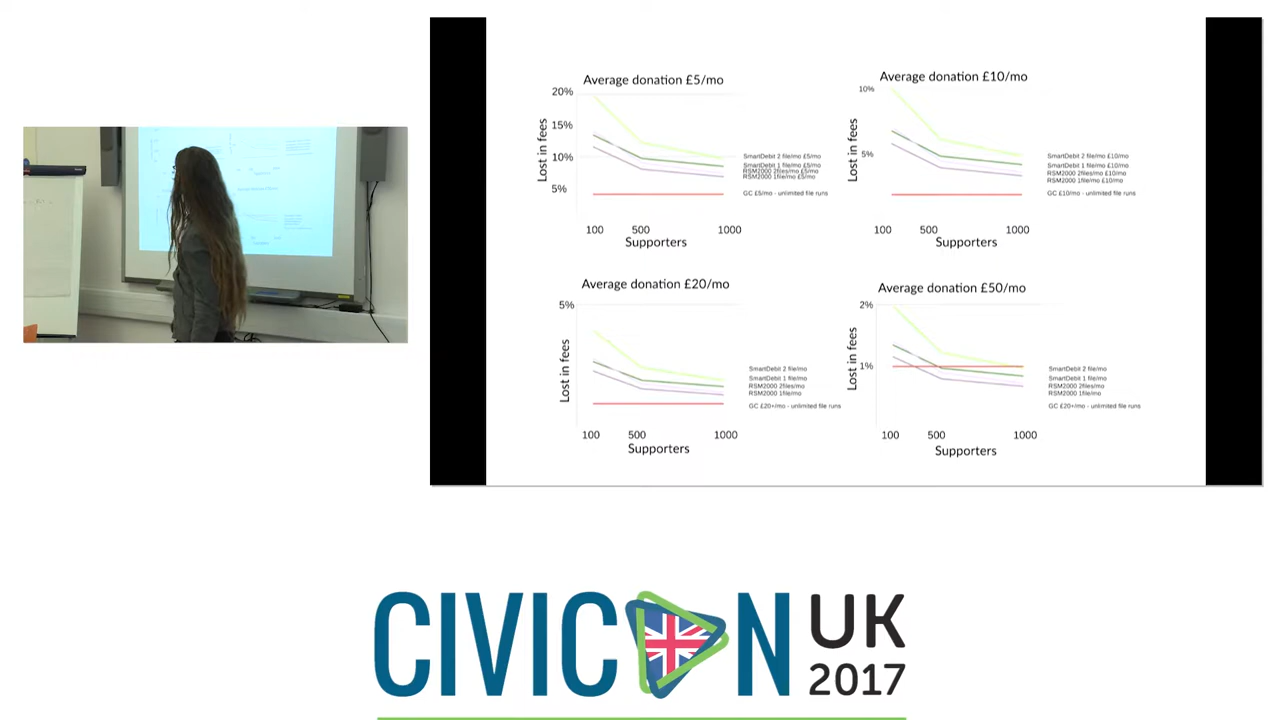 Average donation £5/mo
20%
15%
10%
5%
Lost in fees
SmartDebit 2 file/mo £5/mo
SmartDebit 1 file/mo £5/mo
RSM2000 2files/mo £5/mo
RSM2000 1file/mo £5/mo
GC £5/mo - unlimited file runs
100 500 1000
Supporters
Average donation £10/mo
10%
5%
Lost in fees
SmartDebit 2 file/mo £10/mo
SmartDebit 1 file/mo £10/mo
RSM2000 2files/mo £10/mo
RSM2000 1file/mo £10/mo
GC £10/mo - unlimited file runs
100 500 1000
Supporters
Average donation £20/mo
5%
Lost in fees
SmartDebit 2 file/mo
SmartDebit 1 file/mo
RSM2000 2files/mo
RSM2000 1file/mo
GC £20+/mo - unlimited file runs
100 500 1000
Supporters
Average donation £50/mo
2%
1%
Lost in fees
SmartDebit 2 file/mo
SmartDebit 1 file/mo
RSM2000 2files/mo
RSM2000 1file/mo
GC £20+/mo - unlimited file runs
100 500 1000
Supporters
CIVICON UK
2017